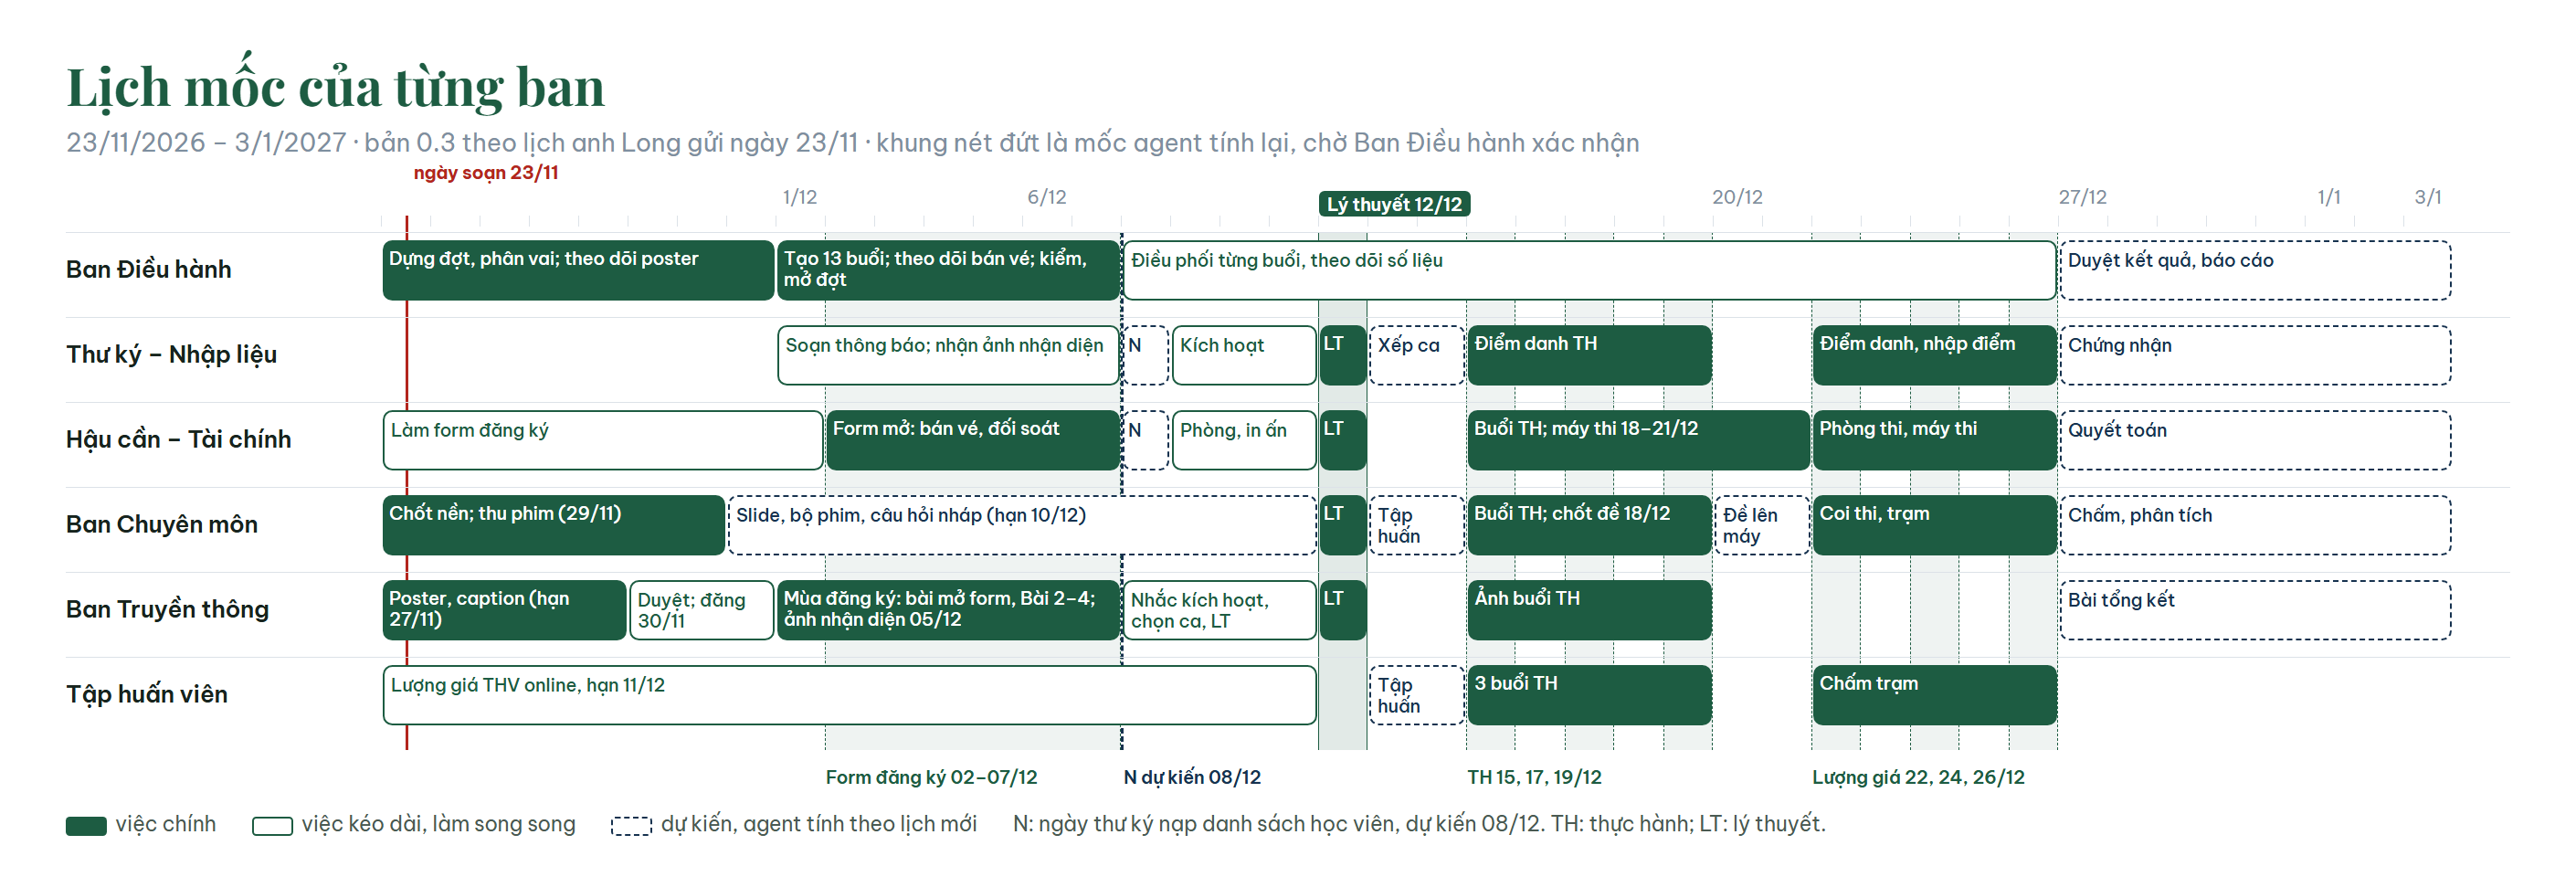 Lịch mốc của từng ban
23/11/2026 – 3/1/2027 · bản 0.3 theo lịch anh Long gửi ngày 23/11 · khung nét đứt là mốc agent tính lại, chờ Ban Điều hành xác nhận
ngày soạn 23/11
1/12
6/12
Lý thuyết 12/12
20/12
27/12
1/1
3/1
Ban Điều hành
Dựng đợt, phân vai; theo dõi poster
Tạo 13 buổi; theo dõi bán vé; kiểm,
mở đợt
Điều phối từng buổi, theo dõi số liệu
Duyệt kết quả, báo cáo
Thư ký – Nhập liệu
Soạn thông báo; nhận ảnh nhận diện
N
Kích hoạt
LT
Xếp ca
Điểm danh TH
Điểm danh, nhập điểm
Chứng nhận
Hậu cần – Tài chính
Làm form đăng ký
Form mở: bán vé, đối soát
N
Phòng, in ấn
LT
Buổi TH; máy thi 18–21/12
Phòng thi, máy thi
Quyết toán
Ban Chuyên môn
Chốt nền; thu phim (29/11)
Slide, bộ phim, câu hỏi nháp (hạn 10/12)
LT
Tập
huấn
Buổi TH; chốt đề 18/12
Đề lên
máy
Coi thi, trạm
Chấm, phân tích
Ban Truyền thông
Poster, caption (hạn
27/11)
Duyệt; đăng
30/11
Mùa đăng ký: bài mở form, Bài 2–4;
ảnh nhận diện 05/12
Nhắc kích hoạt,
chọn ca, LT
LT
Ảnh buổi TH
Bài tổng kết
Tập huấn viên
Lượng giá THV online, hạn 11/12
Tập
huấn
3 buổi TH
Chấm trạm
Form đăng ký 02–07/12
N dự kiến 08/12
TH 15, 17, 19/12
Lượng giá 22, 24, 26/12
việc chính
việc kéo dài, làm song song
dự kiến, agent tính theo lịch mới
N: ngày thư ký nạp danh sách học viên, dự kiến 08/12. TH: thực hành; LT: lý thuyết.